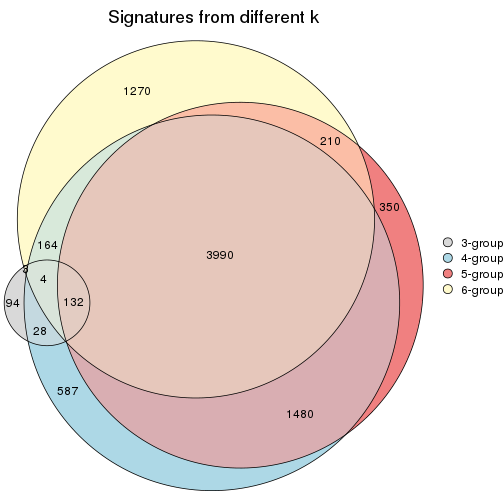 Signatures from different k
1270
210
350
164
3990
8
4
94
132
28
587
1480
3-group
4-group
5-group
6-group